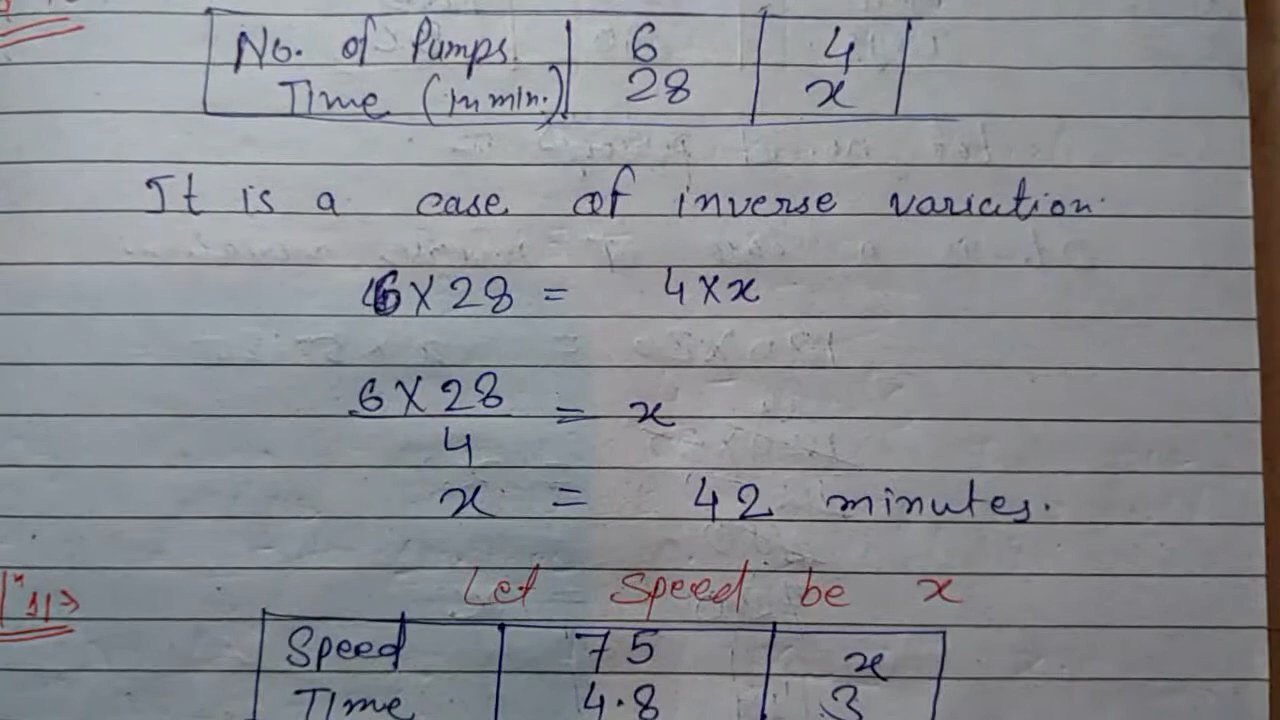 No. of Pumps 6 4
Time (in min.) 28 x
It is a case of inverse variation.
6 X 28 = 4 X x
6 X 28 / 4 = x
x = 42 minutes.
Let Speed be x
Speed 75 x
Time 4.8 3